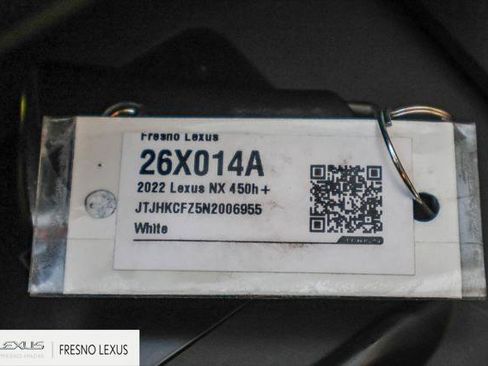 Fresno Lexus
26X014A
2022 Lexus NX 450h+
JTJHKCFZ5N2006955
White
LEXUS
FRESNO LEXUS